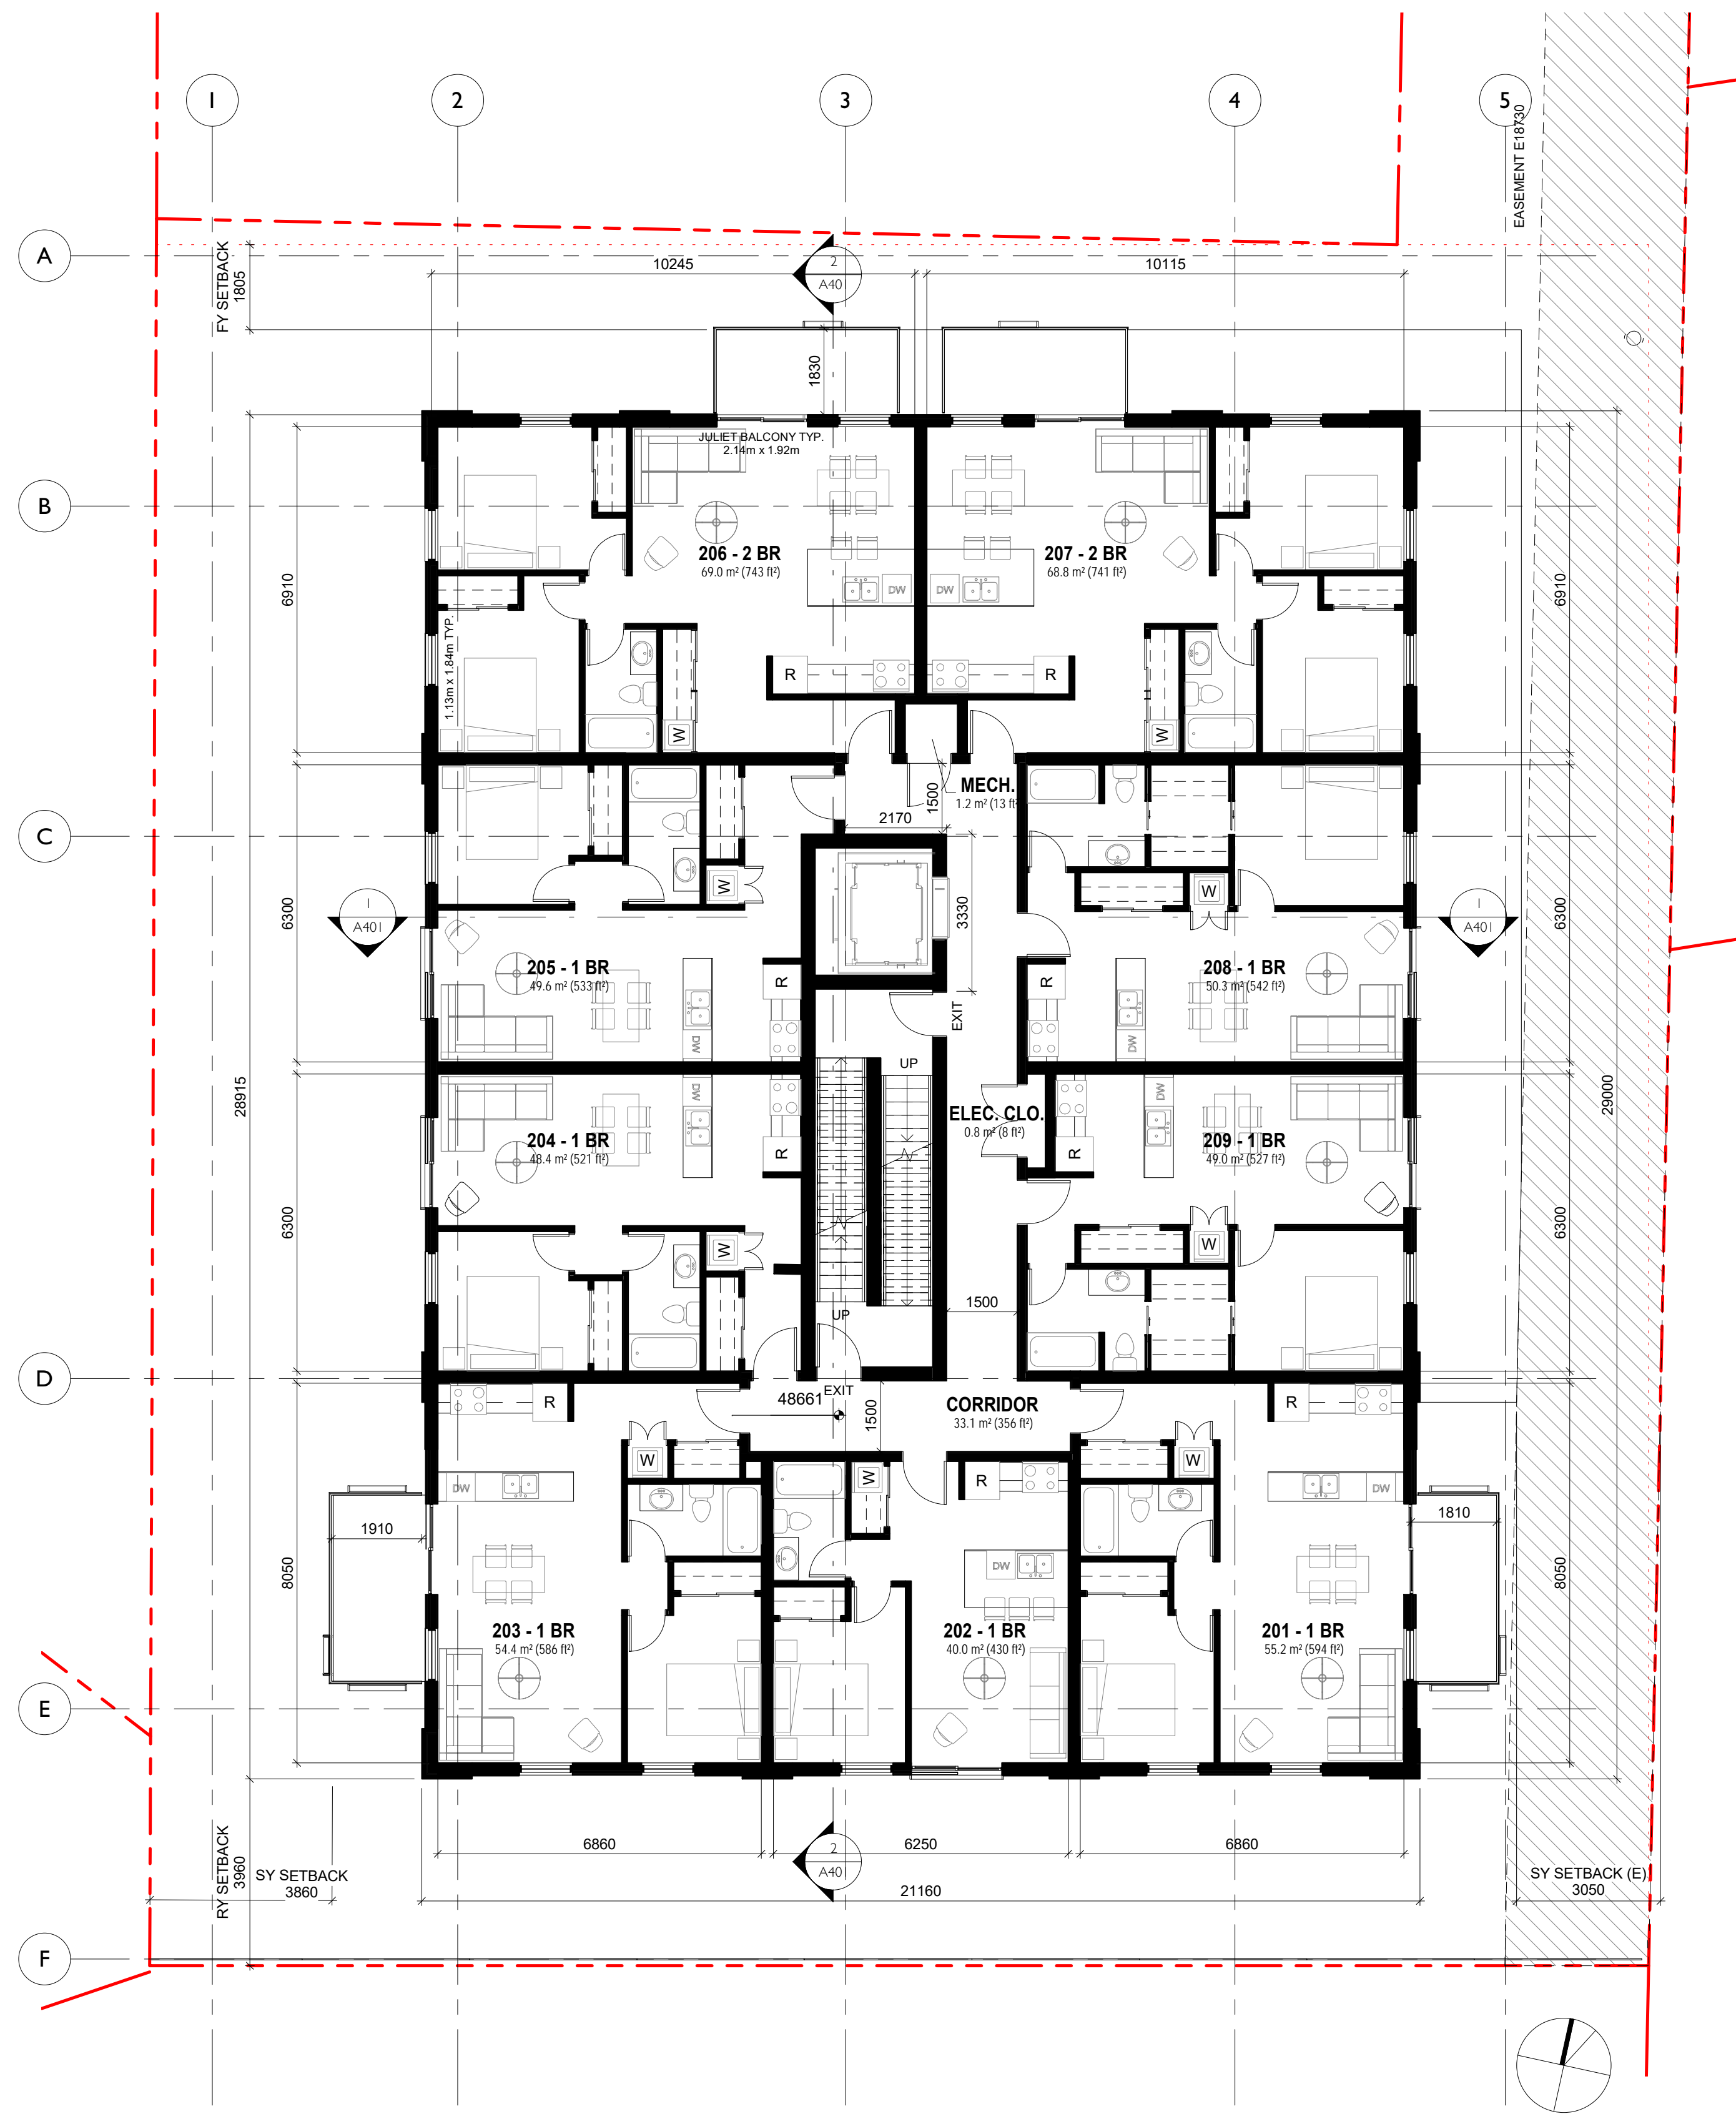 1
2
3
4
5
EASEMENT E18730
A
FY SETBACK
1805
10245
2
A401
10115
1830
JULIET BALCONY TYP.
2.14m x 1.92m
B
206 - 2 BR
69.0 m² (743 ft²)
207 - 2 BR
68.8 m² (741 ft²)
DW
DW
6910
6910
1.13m x 1.84m TYP.
R
R
W
W
MECH.
1.2 m² (13 ft²)
1500
2170
C
W
W
3330
1
A401
1
A401
6300
6300
205 - 1 BR
49.6 m² (533 ft²)
208 - 1 BR
50.3 m² (542 ft²)
R
R
EXIT
DW
DW
UP
28915
29000
DW
DW
ELEC. CLO.
0.8 m² (8 ft²)
204 - 1 BR
48.4 m² (521 ft²)
209 - 1 BR
49.0 m² (527 ft²)
R
R
6300
6300
W
W
1500
UP
D
EXIT
48661
1500
CORRIDOR
33.1 m² (356 ft²)
R
R
W
W
W
R
DW
DW
1910
1810
8050
8050
DW
203 - 1 BR
54.4 m² (586 ft²)
202 - 1 BR
40.0 m² (430 ft²)
201 - 1 BR
55.2 m² (594 ft²)
E
6860
2
A401
6250
6860
RY SETBACK
3960
SY SETBACK
3860
21160
SY SETBACK (E)
3050
F